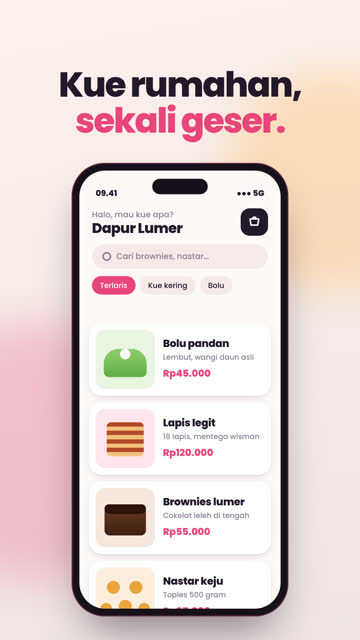 Kue rumahan,
sekali geser.
09.41
5G
Halo, mau kue apa?
Dapur Lumer
Cari brownies, nastar…
Terlaris
Kue kering
Bolu
Bolu pandan
Lembut, wangi daun asli
Rp45.000
Lapis legit
18 lapis, mentega wisman
Rp120.000
Brownies lumer
Cokelat leleh di tengah
Rp55.000
Nastar keju
Toples 500 gram